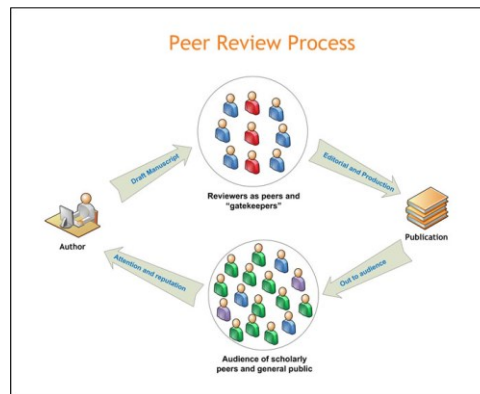 Peer Review Process
Draft Manuscript
Editorial and Production
Reviewers as peers and
"gatekeepers"
Author
Publication
Attention and reputation
Out to audience
Audience of scholarly
peers and general public